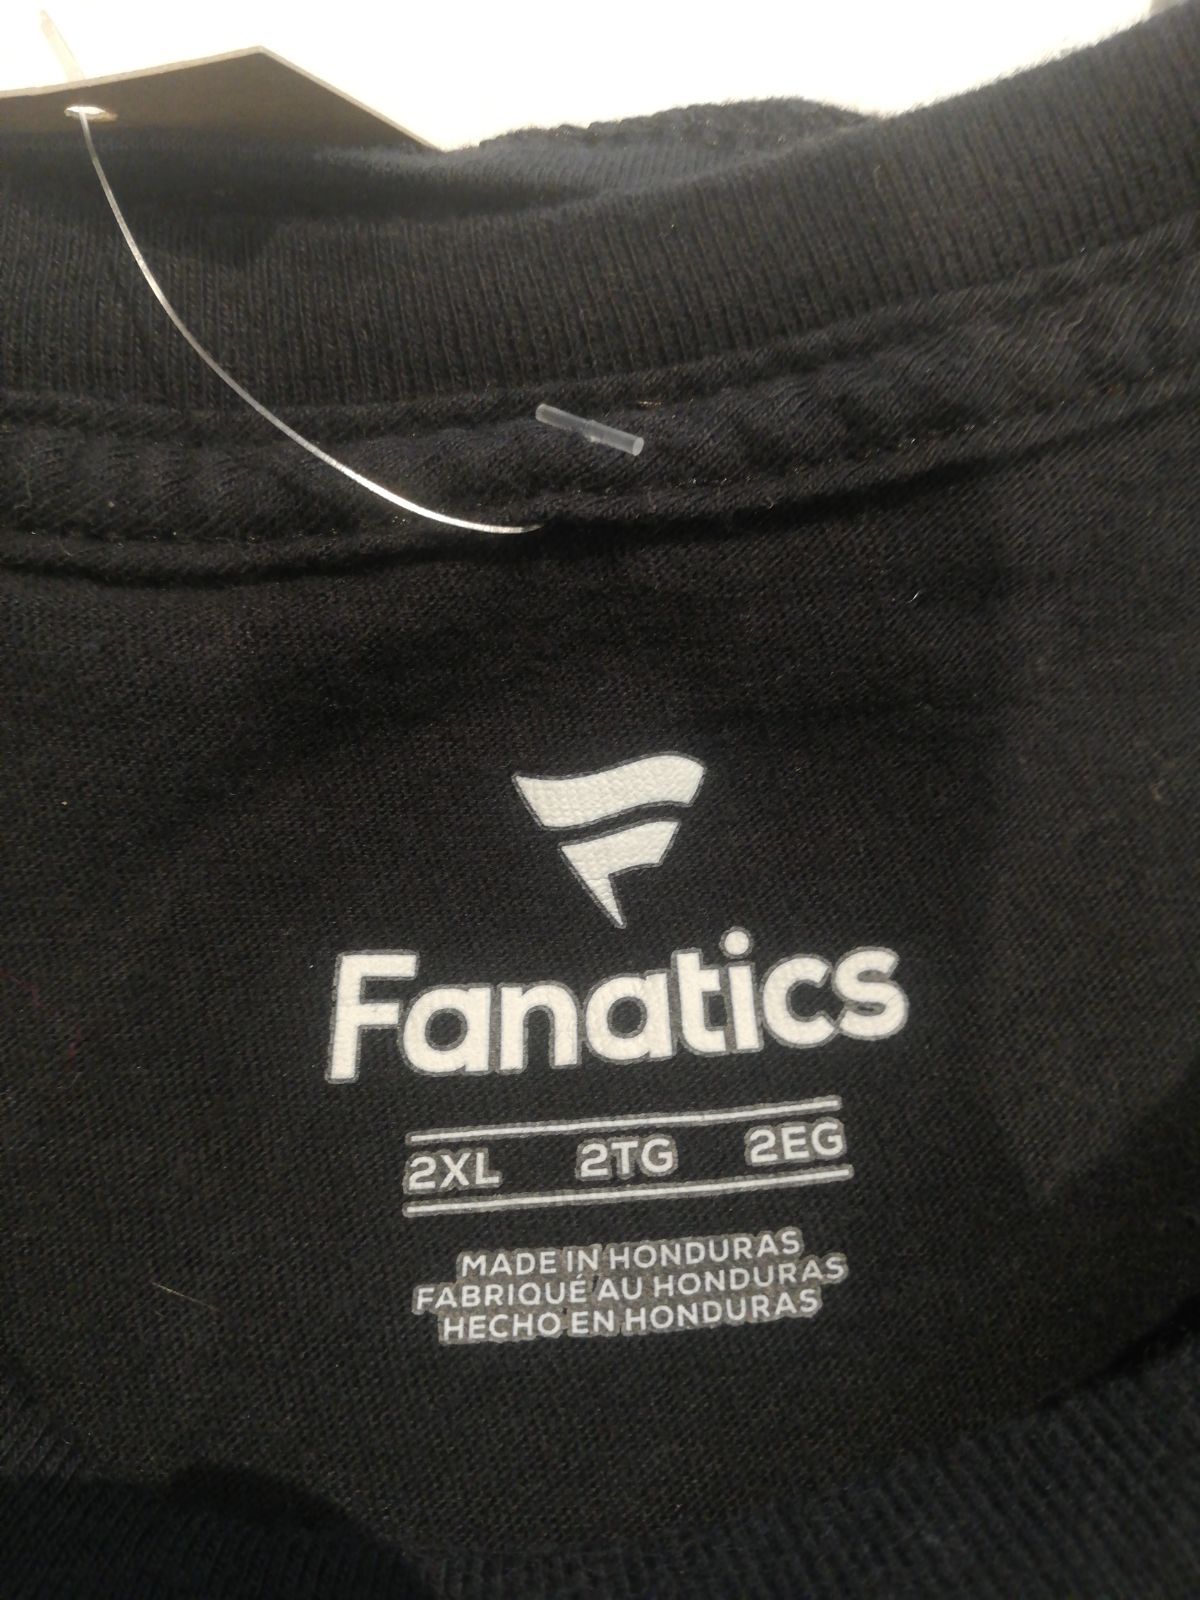 Fanatics
2XL 2TG 2EG
MADE IN HONDURAS
FABRIQUÉ AU HONDURAS
HECHO EN HONDURAS